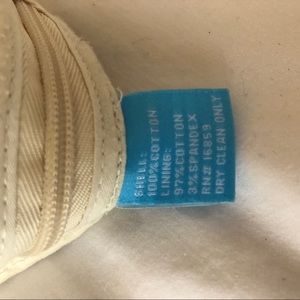 SHELL:
100%COTTON
LINING:
97%COTTON
3%SPANDEX
RN# 16859
DRY CLEAN ONLY